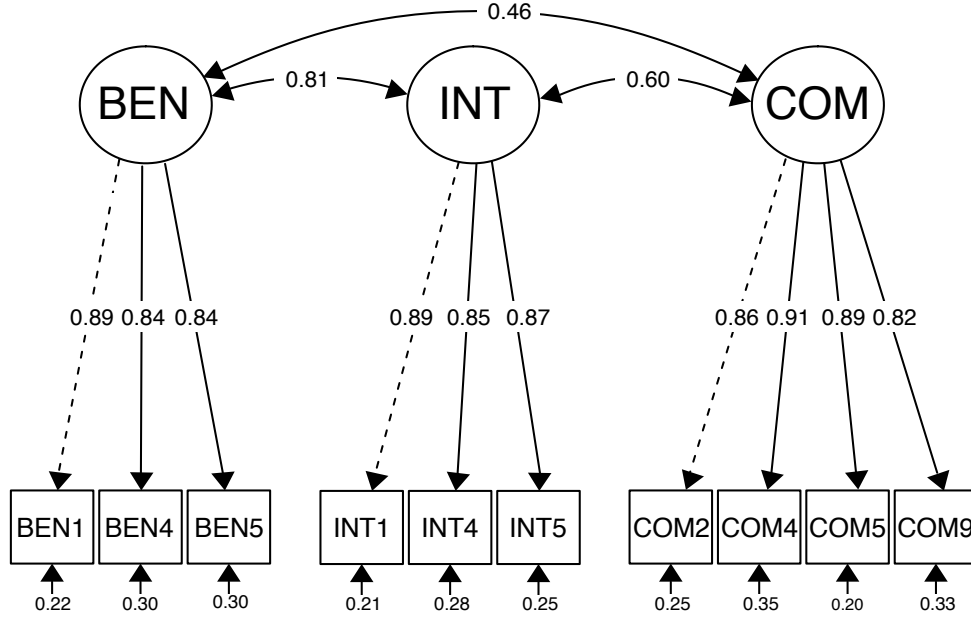 0.46
0.81 0.60
BEN INT COM
0.89 0.84 0.84 0.89 0.85 0.87 0.86 0.91 0.89 0.82
BEN1 BEN4 BEN5 INT1 INT4 INT5 COM2 COM4 COM5 COM9
0.22 0.30 0.30 0.21 0.28 0.25 0.25 0.35 0.20 0.33